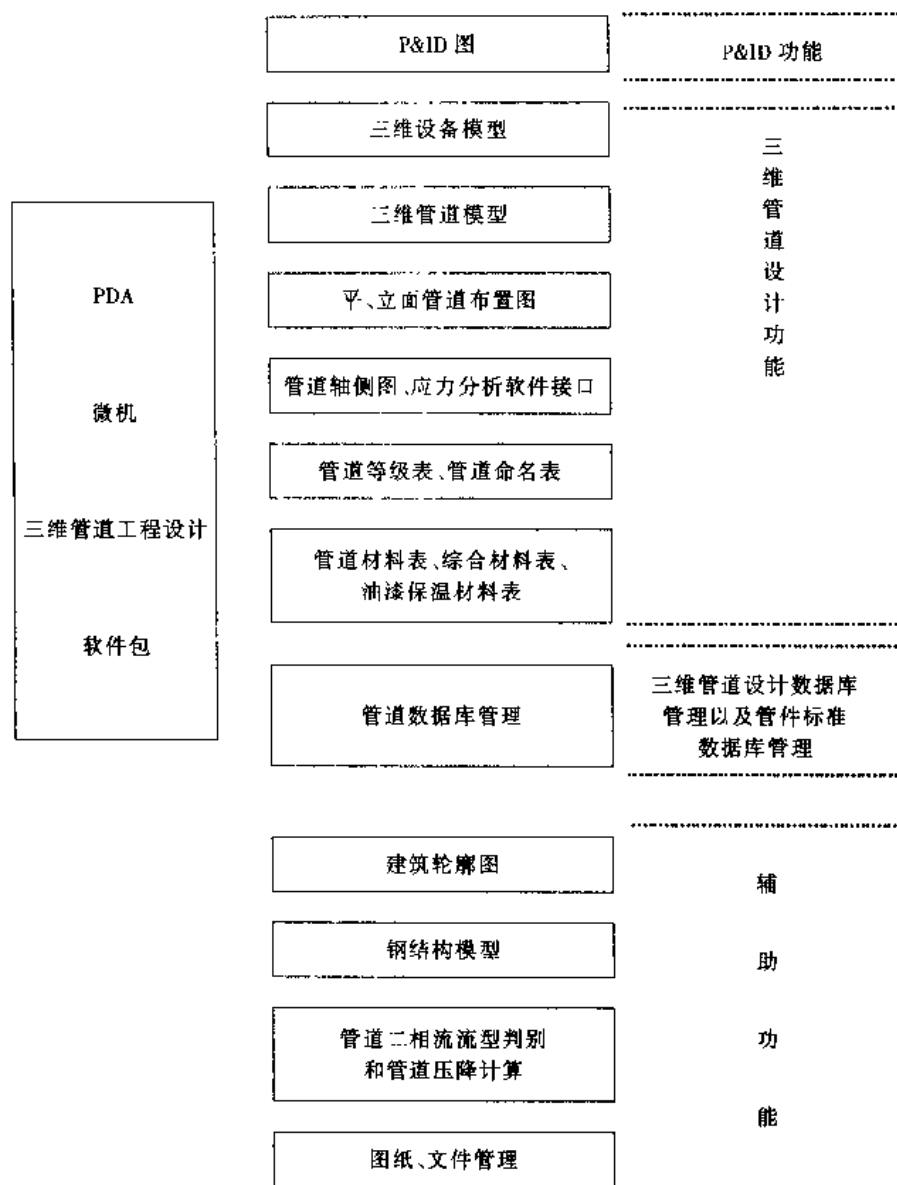 P&ID 图
P&ID 功能
三维设备模型
三维管道设计功能
三维管道模型
PDA
微机
三维管道工程设计
软件包
平、立面管道布置图
管道轴侧图、应力分析软件接口
管道等级表、管道命名表
管道材料表、综合材料表、
油漆保温材料表
管道数据库管理
三维管道设计数据库
管理以及管件标准
数据库管理
建筑轮廓图
辅助功能
钢结构模型
管道二相流流型判别
和管道压降计算
图纸、文件管理